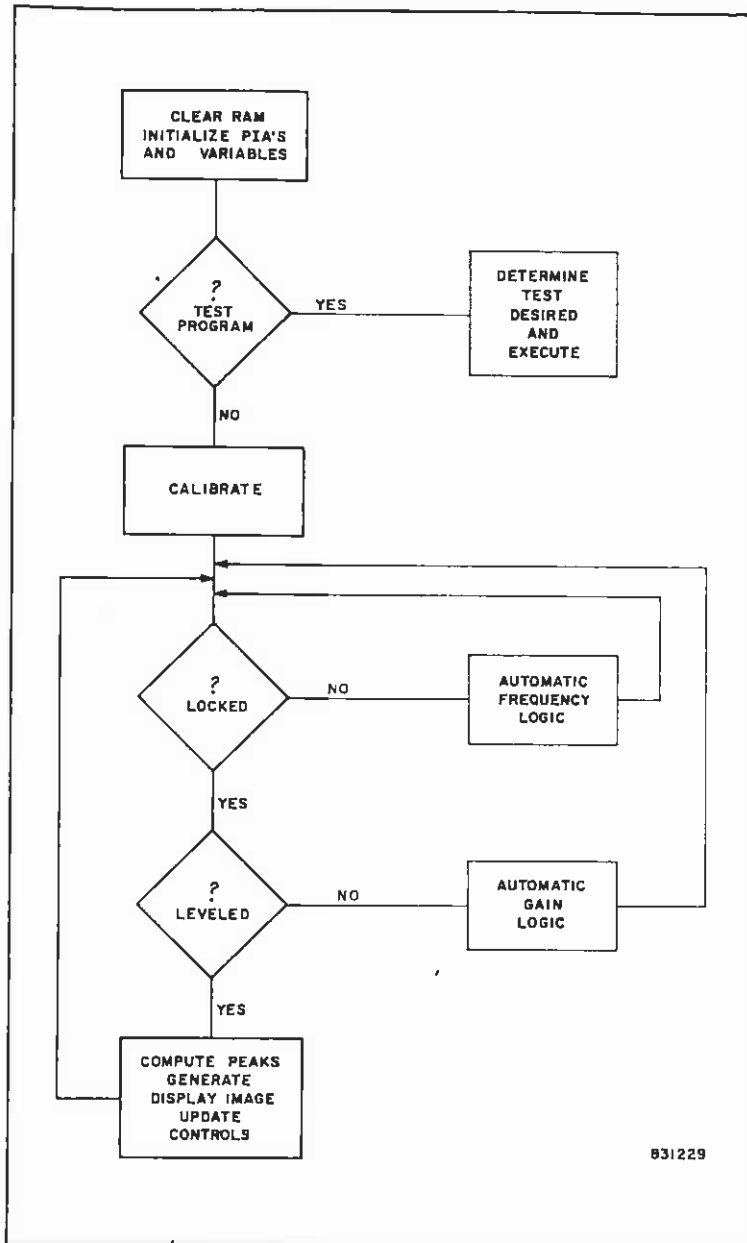 CLEAR RAM
INITIALIZE PIA'S
AND VARIABLES
?
TEST
PROGRAM
YES
DETERMINE
TEST
DESIRED
AND
EXECUTE
NO
CALIBRATE
?
LOCKED
NO
AUTOMATIC
FREQUENCY
LOGIC
YES
?
LEVELED
NO
AUTOMATIC
GAIN
LOGIC
YES
COMPUTE PEAKS
GENERATE
DISPLAY IMAGE
UPDATE
CONTROLS
831229